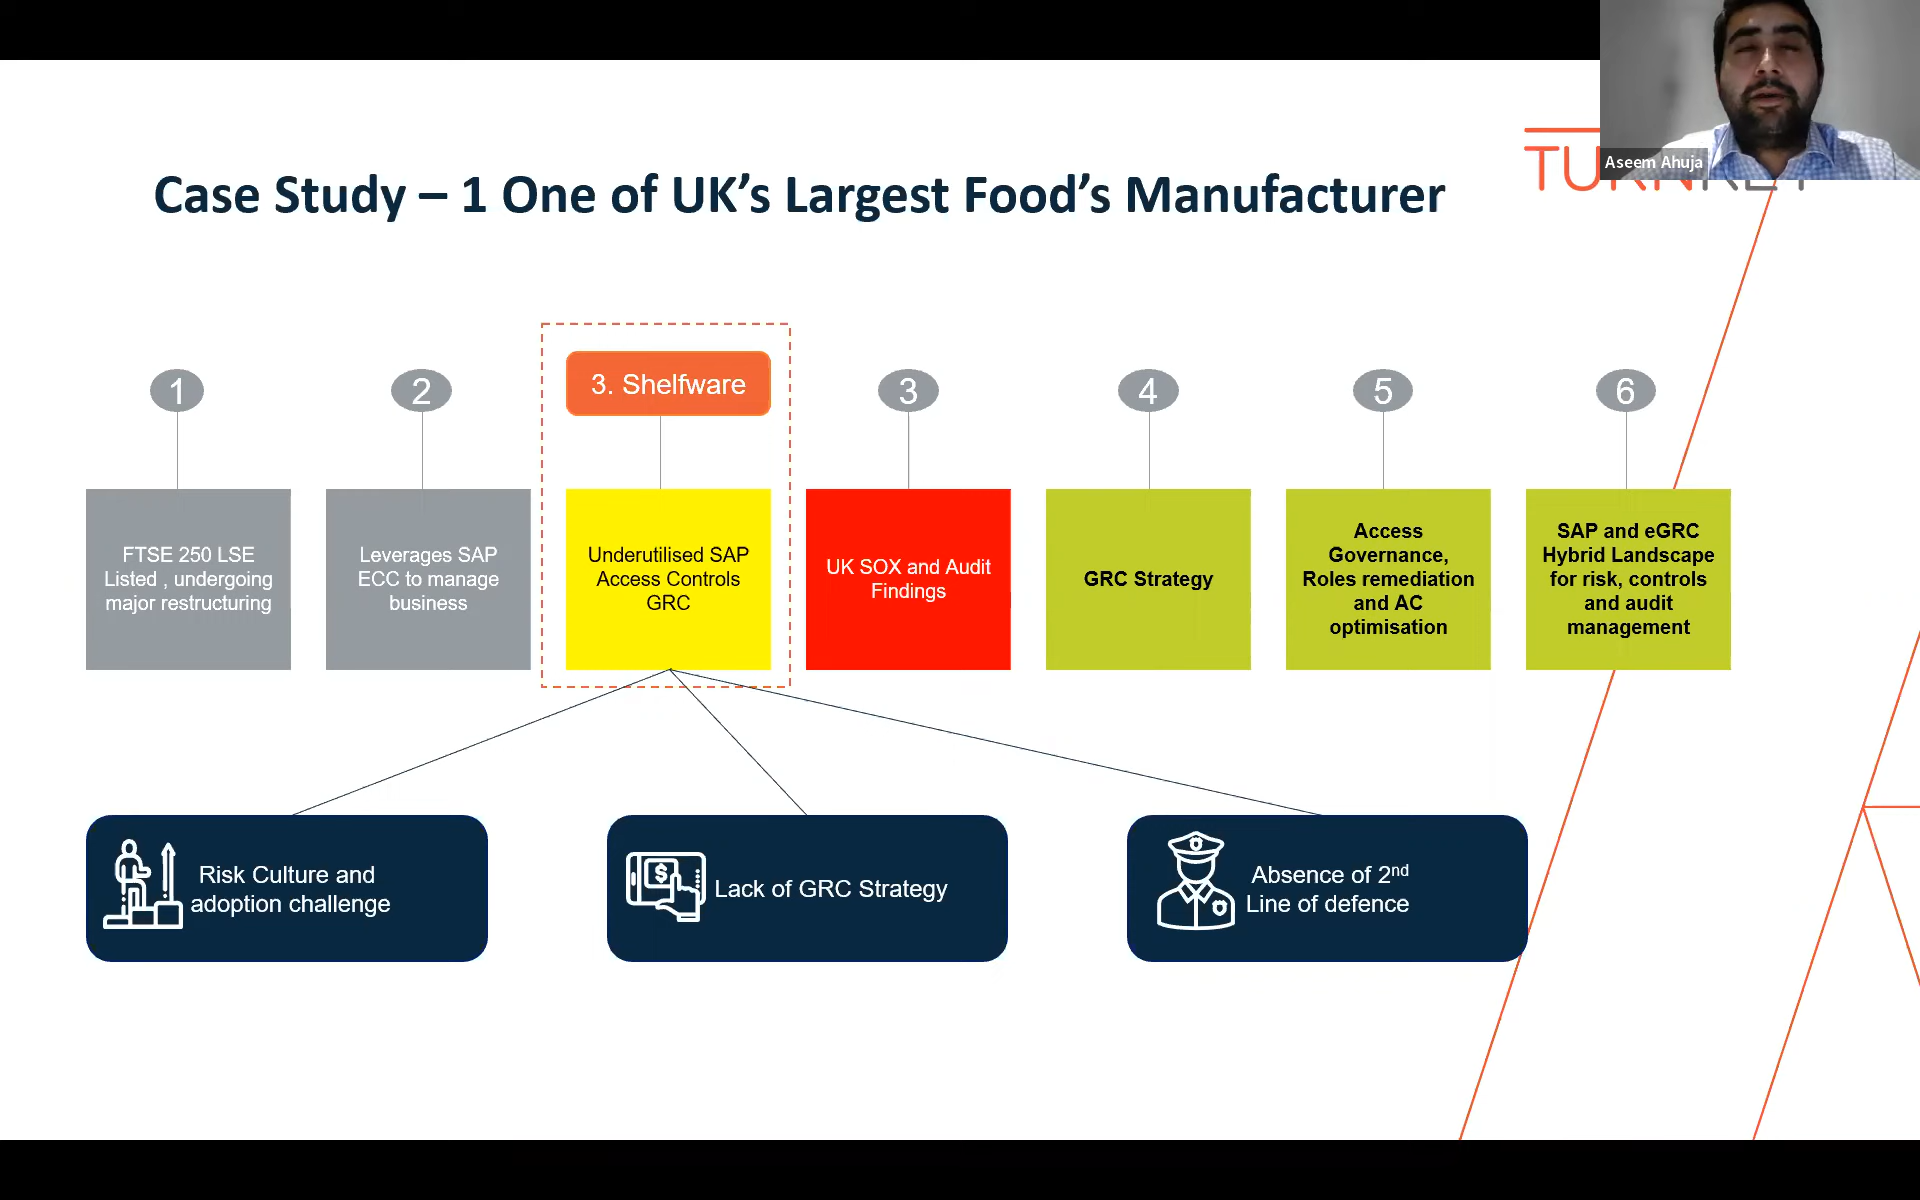 Aseem Ahuja
Case Study – 1 One of UK’s Largest Food’s Manufacturer
1
2
3. Shelfware
3
4
5
6
FTSE 250 LSE
Listed , undergoing
major restructuring
Leverages SAP
ECC to manage
business
Underutilised SAP
Access Controls
GRC
UK SOX and Audit
Findings
GRC Strategy
Access
Governance,
Roles remediation
and AC
optimisation
SAP and eGRC
Hybrid Landscape
for risk, controls
and audit
management
Risk Culture and
adoption challenge
$
Lack of GRC Strategy
Absence of 2nd
Line of defence